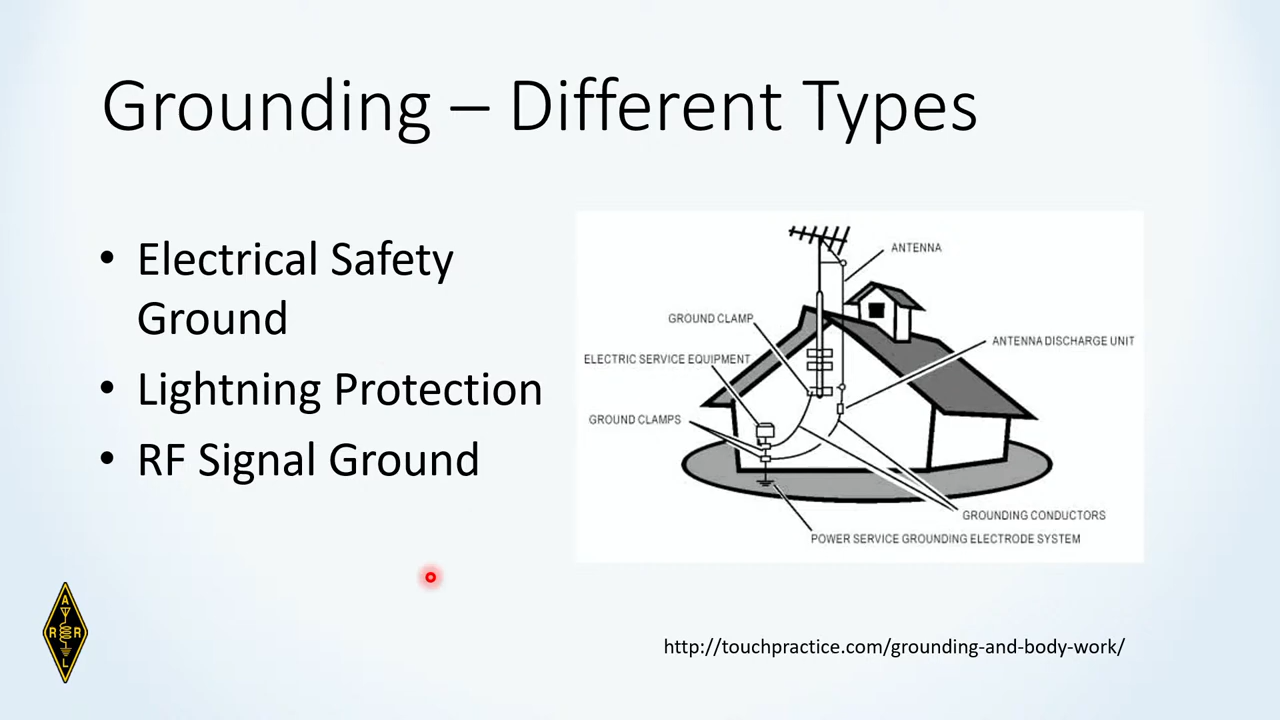 Grounding – Different Types
• Electrical Safety
Ground
• Lightning Protection
• RF Signal Ground
ANTENNA
GROUND CLAMP
ANTENNA DISCHARGE UNIT
ELECTRIC SERVICE EQUIPMENT
GROUND CLAMPS
GROUNDING CONDUCTORS
POWER SERVICE GROUNDING ELECTRODE SYSTEM
A
R R
L
http://touchpractice.com/grounding-and-body-work/